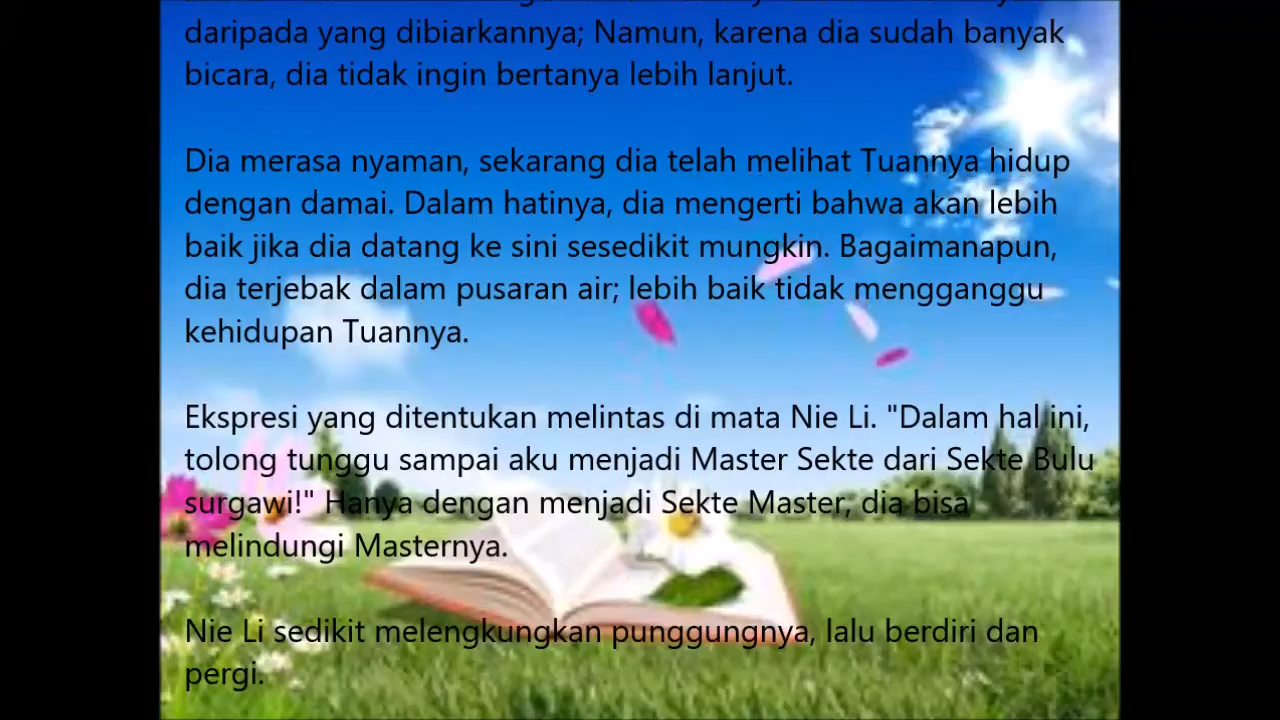 daripada yang dibiarkannya; Namun, karena dia sudah banyak
bicara, dia tidak ingin bertanya lebih lanjut.
Dia merasa nyaman, sekarang dia telah melihat Tuannya hidup
dengan damai. Dalam hatinya, dia mengerti bahwa akan lebih
baik jika dia datang ke sini sesedikit mungkin. Bagaimanapun,
dia terjebak dalam pusaran air; lebih baik tidak mengganggu
kehidupan Tuannya.
Ekspresi yang ditentukan melintas di mata Nie Li. "Dalam hal ini,
tolong tunggu sampai aku menjadi Master Sekte dari Sekte Bulu
surgawi!" Hanya dengan menjadi Sekte Master, dia bisa
melindungi Masternya.
Nie Li sedikit melengkungkan punggungnya, lalu berdiri dan
pergi.